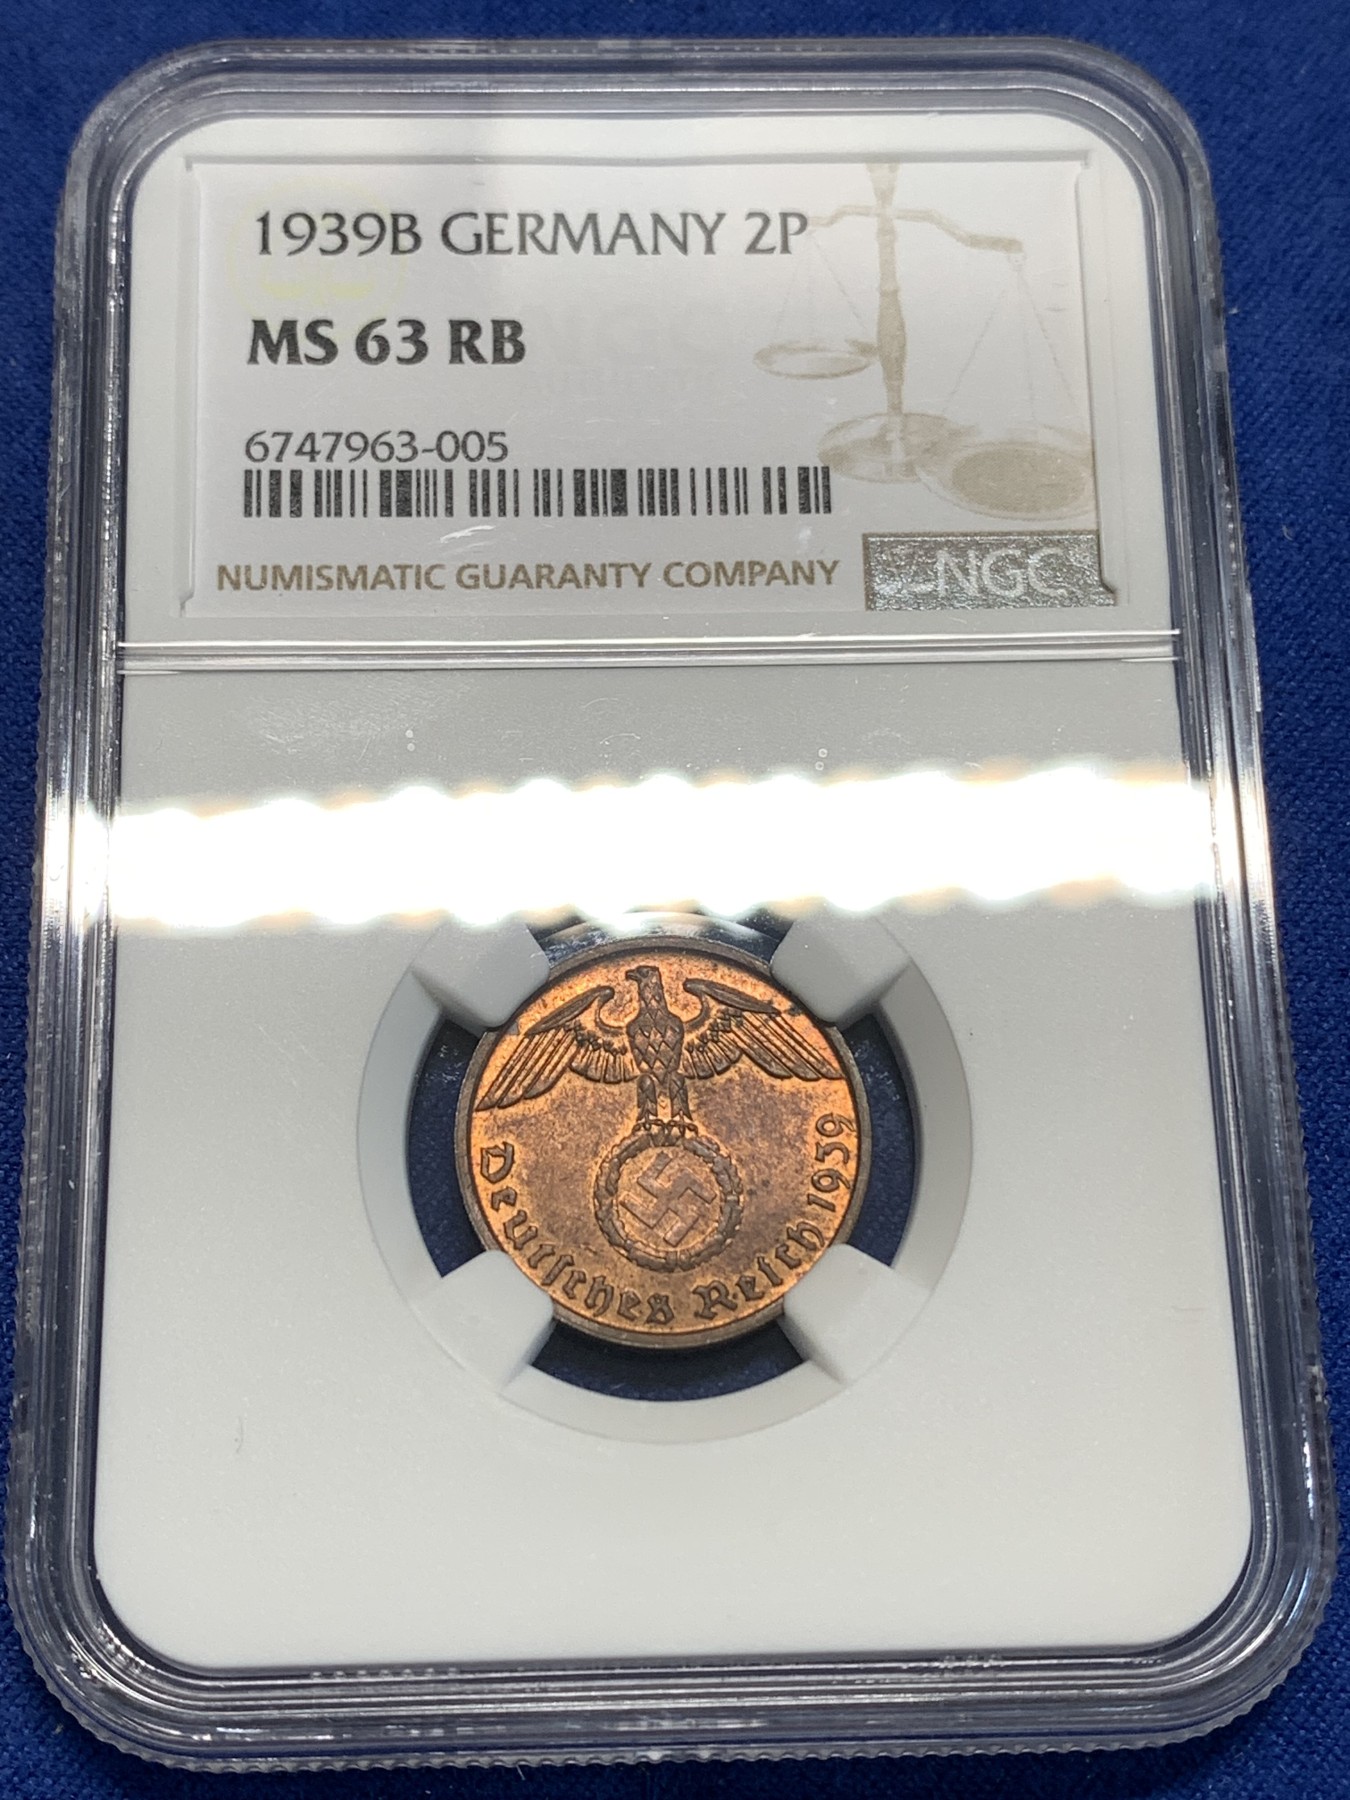 1939B GERMANY 2P
MS 63 RB
6747963-005
NUMISMATIC GUARANTY COMPANY
NGC
Deutsches Reich 1939